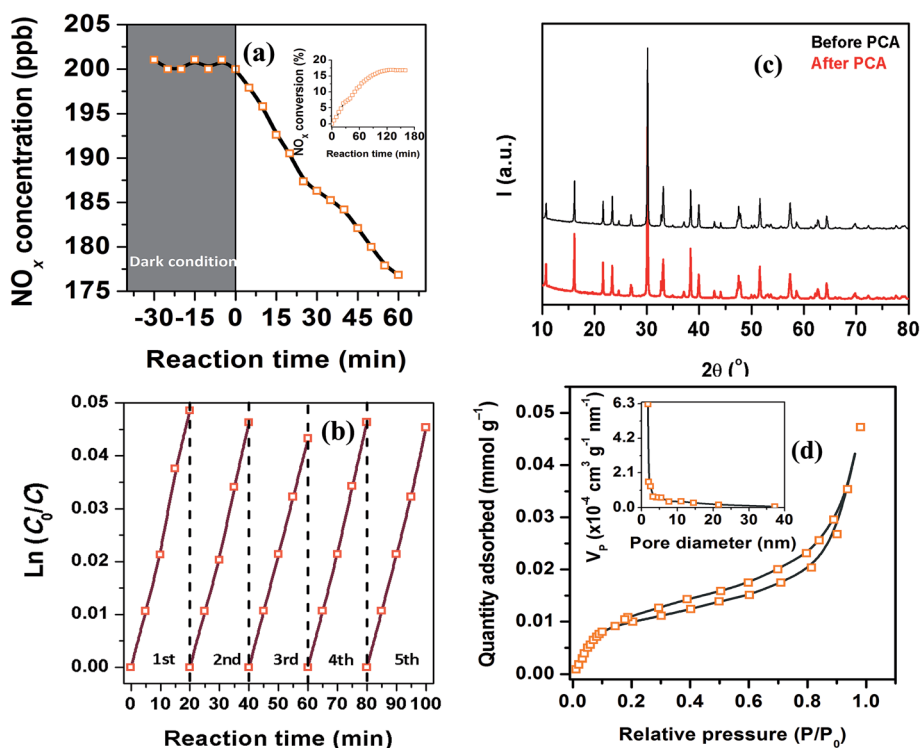 205
200
195
190
185
180
175
NOx concentration (ppb)
(a)
Dark condition
-30 -15 0 15 30 45 60
Reaction time (min)
20
15
10
5
0
NOx conversion (%)
0 60 120 180
Reaction time (min)
I (a.u.)
(c)
Before PCA
After PCA
10 20 30 40 50 60 70 80
2θ (°)
0.05
0.04
0.03
0.02
0.01
0.00
Ln (C0/C)
(b)
1st 2nd 3rd 4th 5th
0 10 20 30 40 50 60 70 80 90 100
Reaction time (min)
0.05
0.04
0.03
0.02
0.01
0.00
Quantity adsorbed (mmol g⁻¹)
(d)
6.3
4.2
2.1
0.0
VP (x10⁻⁴ cm³ g⁻¹ nm⁻¹)
0 10 20 30 40
Pore diameter (nm)
0.0 0.2 0.4 0.6 0.8 1.0
Relative pressure (P/P0)